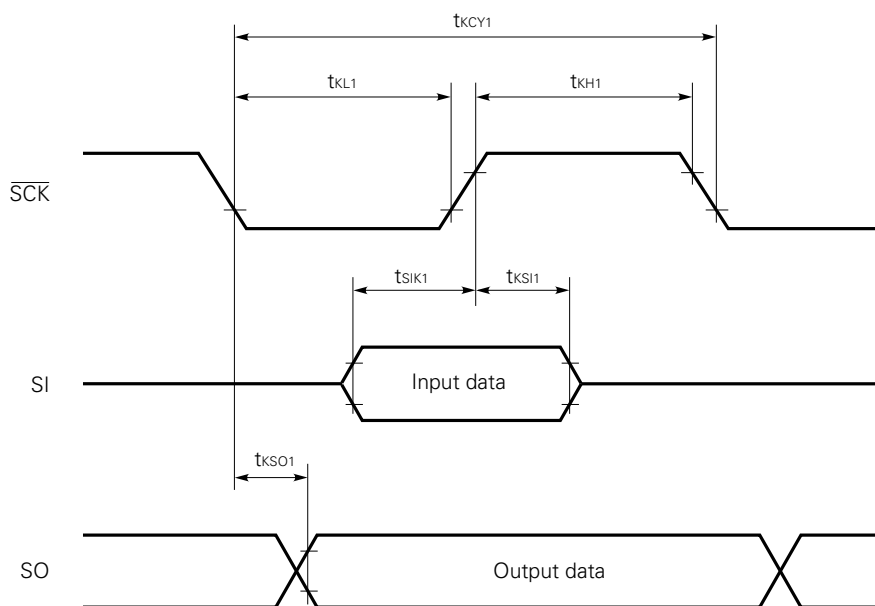 tKCY1
tKL1
tKH1
SCK
tSIK1
tKSI1
SI
Input data
tKSO1
SO
Output data